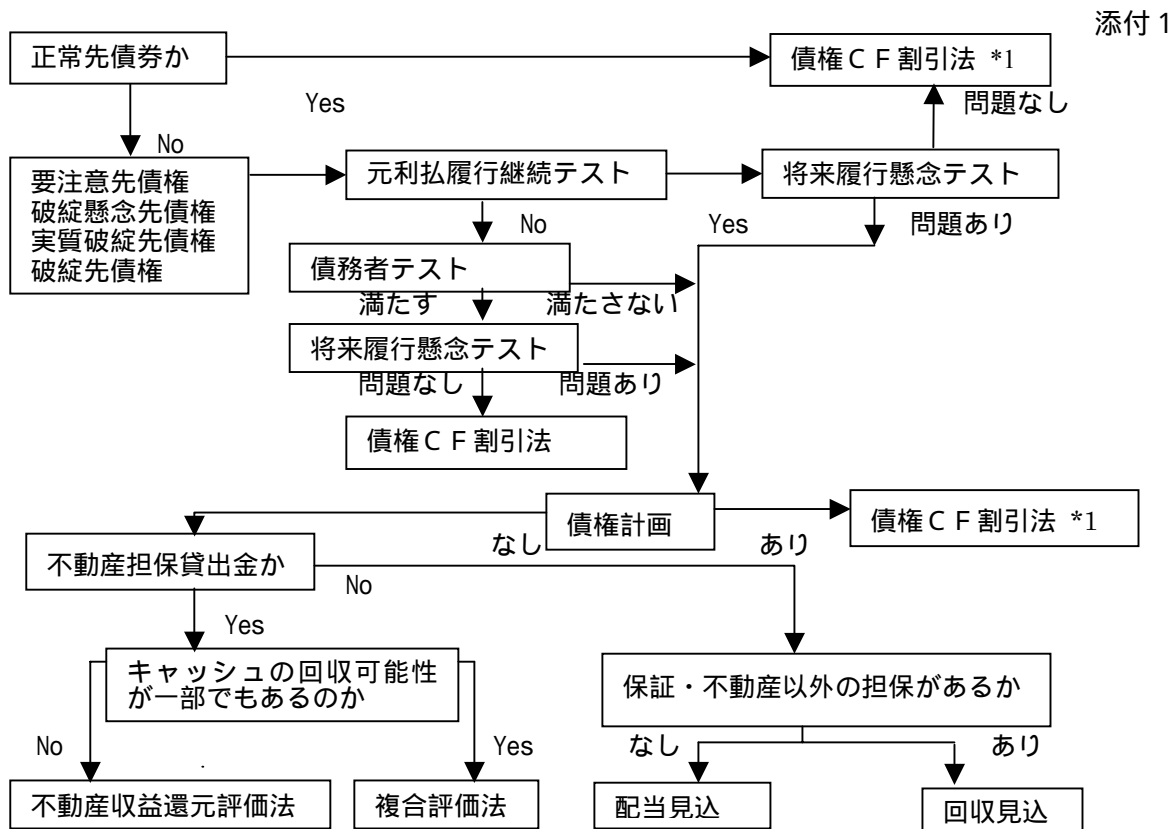 添付1
正常先債券か
債権CF割引法 *1
Yes
問題なし
No
要注意先債権
破綻懸念先債権
実質破綻先債権
破綻先債権
元利払履行継続テスト
将来履行懸念テスト
No
Yes
問題あり
債務者テスト
満たす
満たさない
将来履行懸念テスト
問題なし
問題あり
債権CF割引法
債権計画
債権CF割引法 *1
なし
あり
不動産担保貸出金か
No
Yes
キャッシュの回収可能性
が一部でもあるのか
保証・不動産以外の担保があるか
No
Yes
なし
あり
不動産収益還元評価法
複合評価法
配当見込
回収見込